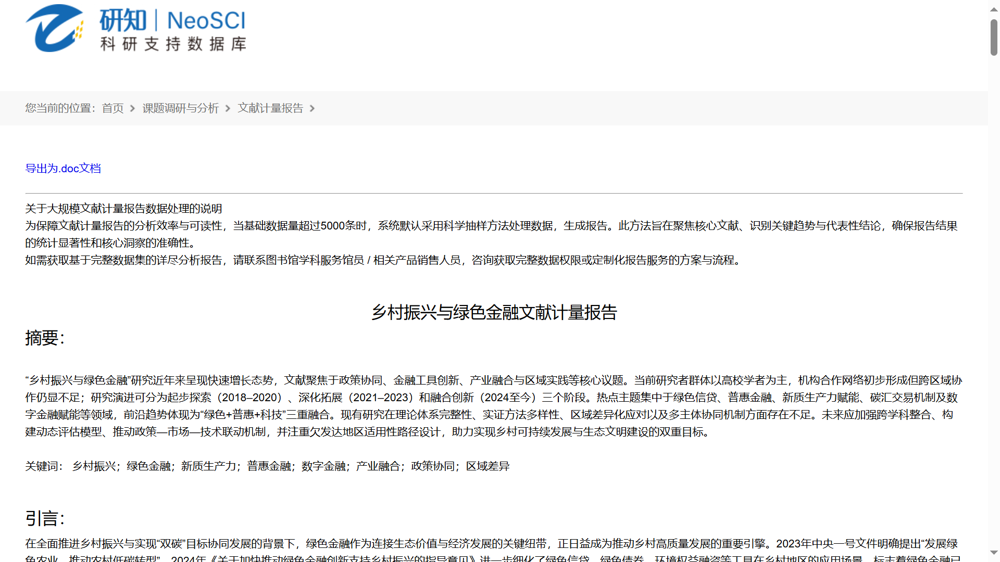 研知 | NeoSCI
科研支持数据库
您当前的位置：首页 > 课题调研与分析 > 文献计量报告 >
导出为.doc文档
关于大规模文献计量报告数据处理的说明
为保障文献计量报告的分析效率与可读性，当基础数据量超过5000条时，系统默认采用科学抽样方法处理数据，生成报告。此方法旨在聚焦核心文献、识别关键趋势与代表性结论，确保报告结果
的统计显著性和核心洞察的准确性。
如需获取基于完整数据集的详尽分析报告，请联系图书馆学科服务馆员 / 相关产品销售人员，咨询获取完整数据权限或定制化报告服务的方案与流程。
乡村振兴与绿色金融文献计量报告
摘要：
“乡村振兴与绿色金融”研究近年来呈现快速增长态势，文献聚焦于政策协同、金融工具创新、产业融合与区域实践等核心议题。当前研究者群体以高校学者为主，机构合作网络初步形成但跨区域协
作仍显不足；研究演进可分为起步探索（2018–2020）、深化拓展（2021–2023）和融合创新（2024至今）三个阶段。热点主题集中于绿色信贷、普惠金融、新质生产力赋能、碳汇交易机制及数
字金融赋能等领域，前沿趋势体现为“绿色+普惠+科技”三重融合。现有研究在理论体系完整性、实证方法多样性、区域差异化应对以及多主体协同机制方面存在不足。未来应加强跨学科整合、构
建动态评估模型、推动政策—市场—技术联动机制，并注重欠发达地区适用性路径设计，助力实现乡村可持续发展与生态文明建设的双重目标。
关键词： 乡村振兴；绿色金融；新质生产力；普惠金融；数字金融；产业融合；政策协同；区域差异
引言：
在全面推进乡村振兴与实现“双碳”目标协同发展的背景下，绿色金融作为连接生态价值与经济发展的关键纽带，正日益成为推动乡村高质量发展的重要引擎。2023年中央一号文件明确提出“发展绿
色农业、推动农村低碳转型”，2024年《关于加快推动绿色金融创新支持乡村振兴的指导意见》进一步细化了绿色信贷、绿色债券、环境权益融资等工具在乡村地区的应用场景，标志着绿色金融已